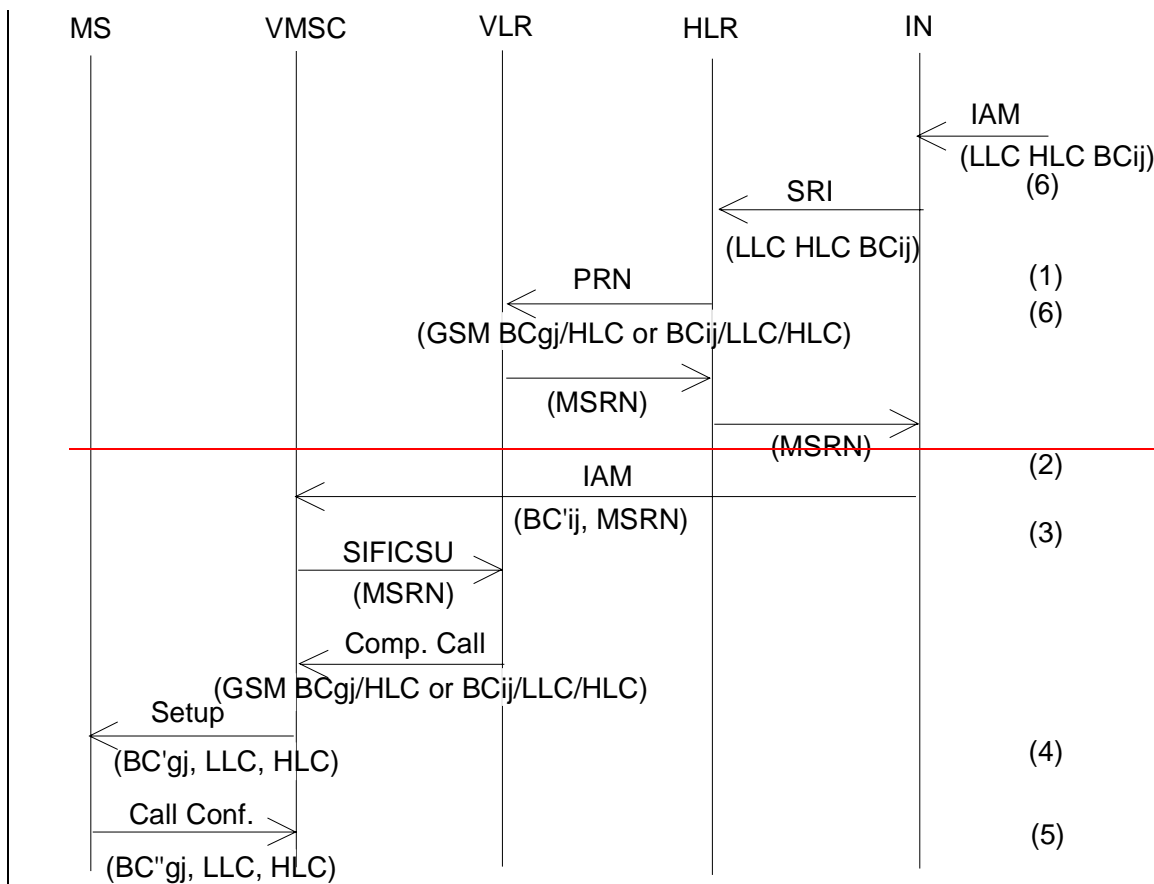 MS VMSC VLR HLR IN
IAM
(LLC HLC BCij)
(6)
SRI
(LLC HLC BCij)
(1)
PRN
(6)
(GSM BCgj/HLC or BCij/LLC/HLC)
(MSRN)
(MSRN)
(2)
IAM
(BC'ij, MSRN)
(3)
SIFICSU
(MSRN)
Comp. Call
(GSM BCgj/HLC or BCij/LLC/HLC)
Setup
(BC'gj, LLC, HLC)
(4)
Call Conf.
(5)
(BC"gj, LLC, HLC)